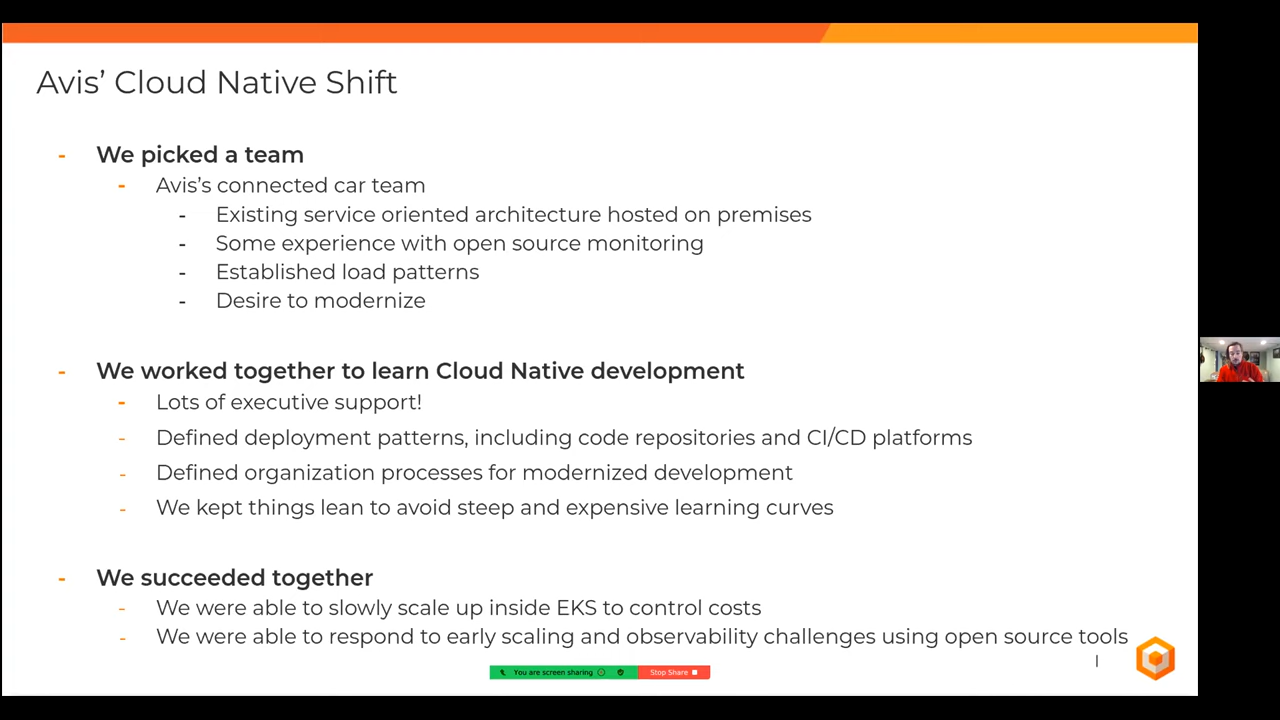 Avis’ Cloud Native Shift
- We picked a team
- Avis’s connected car team
- Existing service oriented architecture hosted on premises
- Some experience with open source monitoring
- Established load patterns
- Desire to modernize
- We worked together to learn Cloud Native development
- Lots of executive support!
- Defined deployment patterns, including code repositories and CI/CD platforms
- Defined organization processes for modernized development
- We kept things lean to avoid steep and expensive learning curves
- We succeeded together
- We were able to slowly scale up inside EKS to control costs
- We were able to respond to early scaling and observability challenges using open source tools
|
You are screen sharing Stop Share